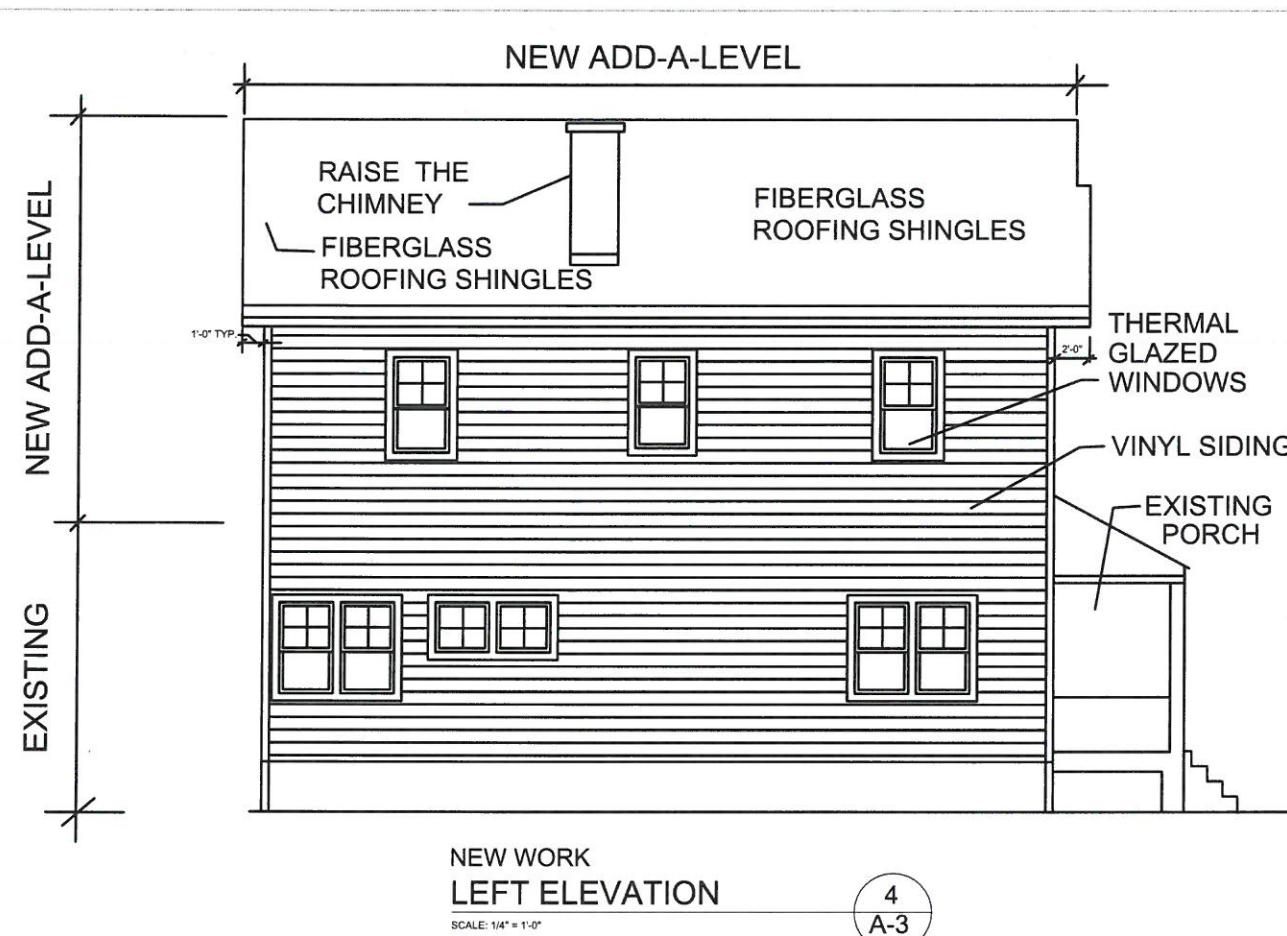 NEW ADD-A-LEVEL
NEW ADD-A-LEVEL
EXISTING
RAISE THE
CHIMNEY
FIBERGLASS
ROOFING SHINGLES
FIBERGLASS
ROOFING SHINGLES
1'-0" TYP.
2'-0"
THERMAL
GLAZED
WINDOWS
VINYL SIDING
EXISTING
PORCH
NEW WORK
LEFT ELEVATION
SCALE: 1/4" = 1'-0"
4
A-3